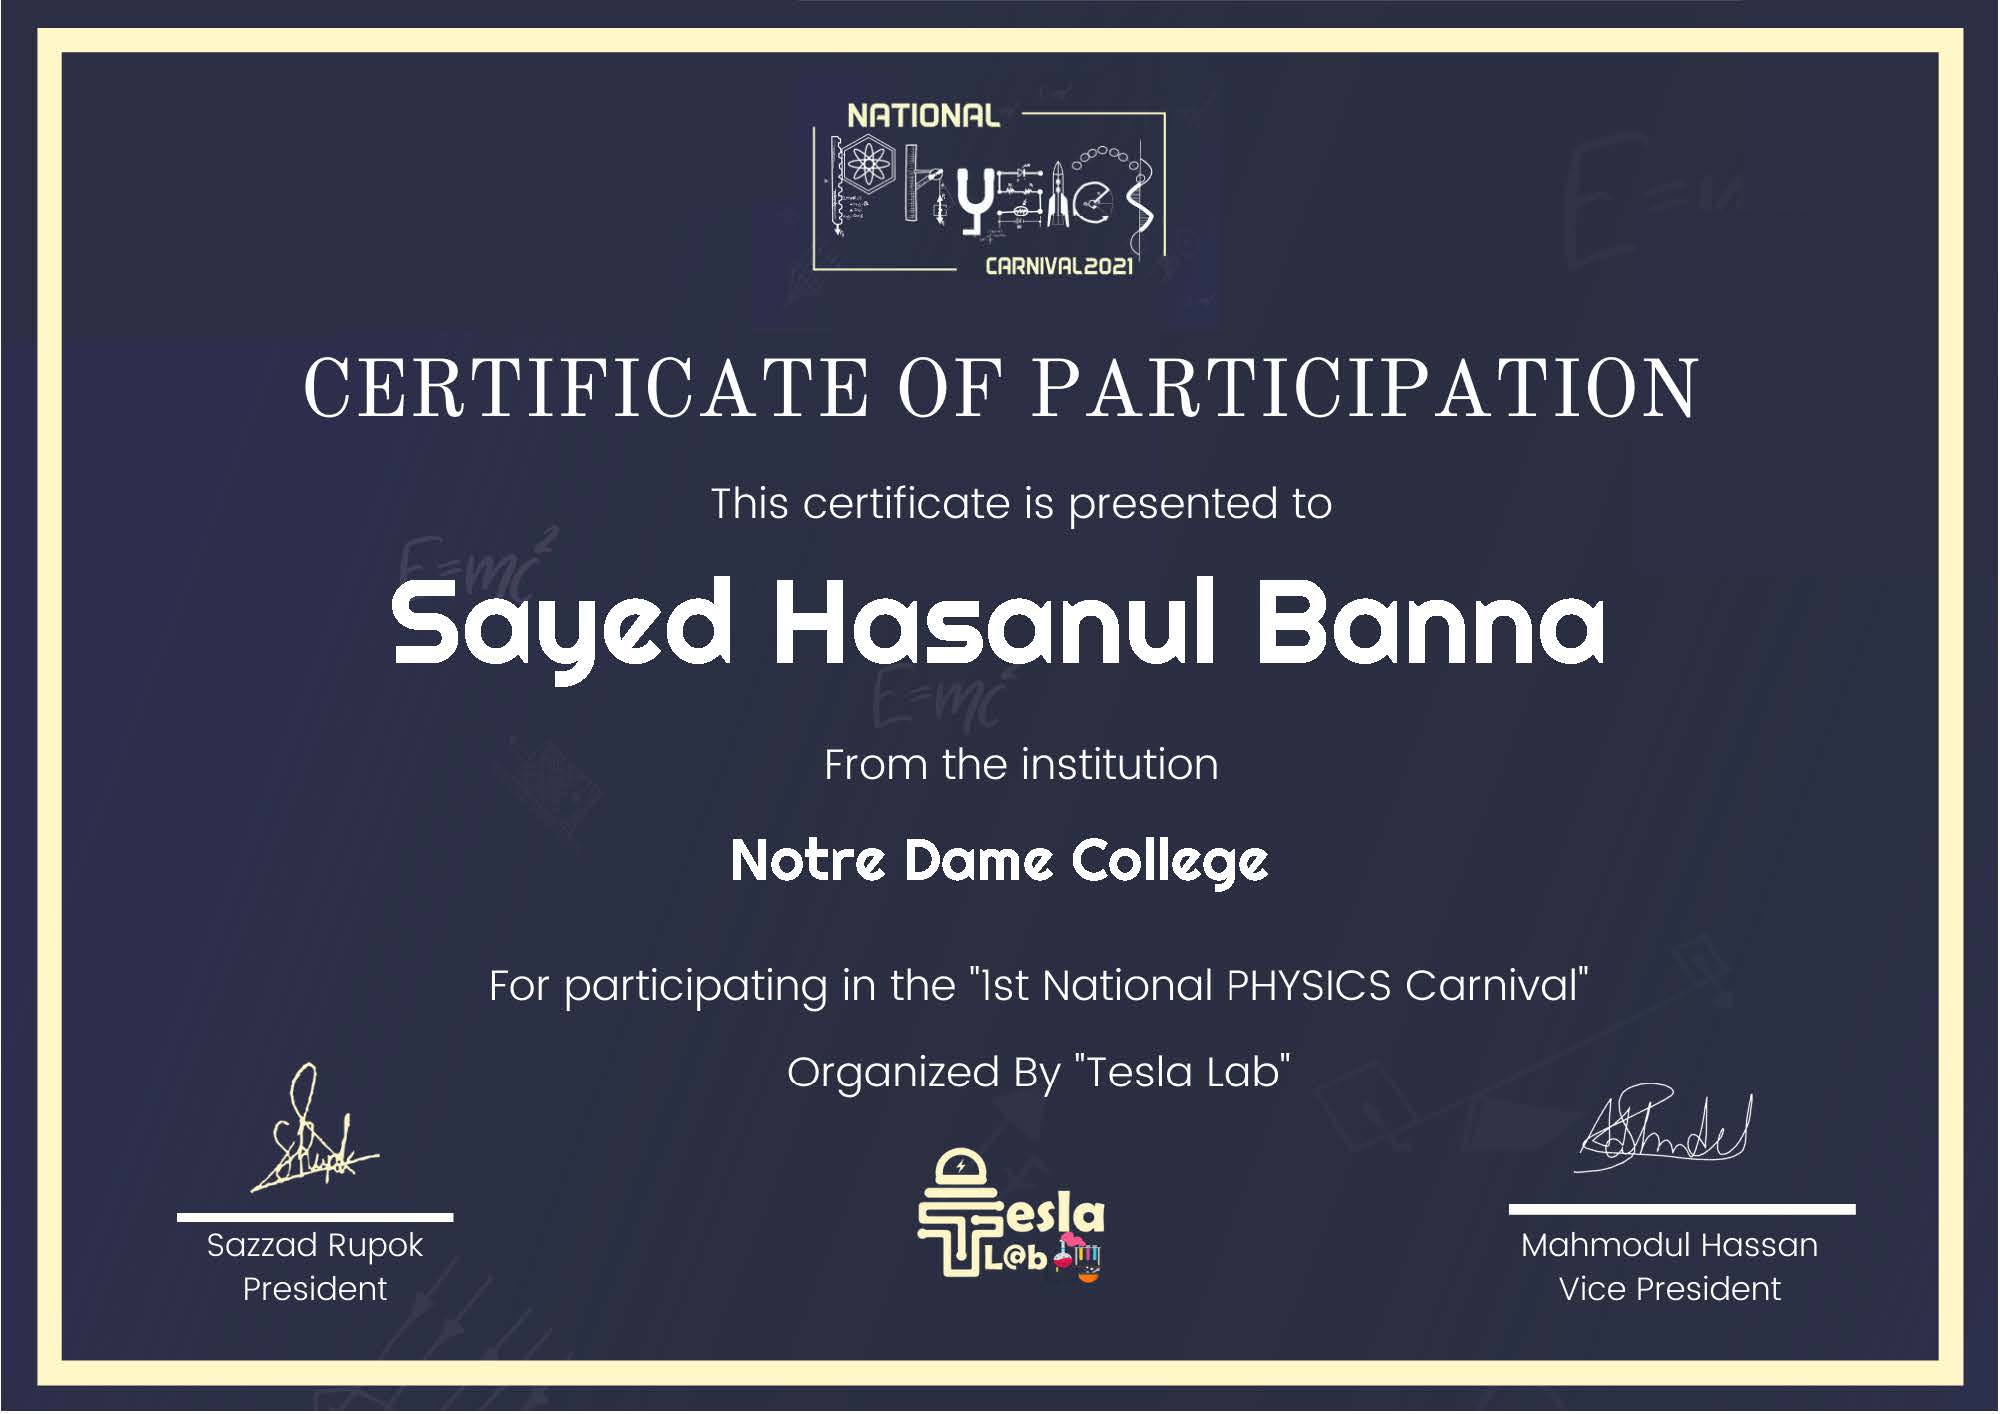 NATIONAL
PHYSICS
CARNIVAL2021
E=m
CERTIFICATE OF PARTICIPATION
This certificate is presented to
E=mc²
Sayed Hasanul Banna
E=mc²
From the institution
Notre Dame College
For participating in the "1st National PHYSICS Carnival"
Organized By "Tesla Lab"
Tesla
L@b
Sazzad Rupok
President
Mahmodul Hassan
Vice President